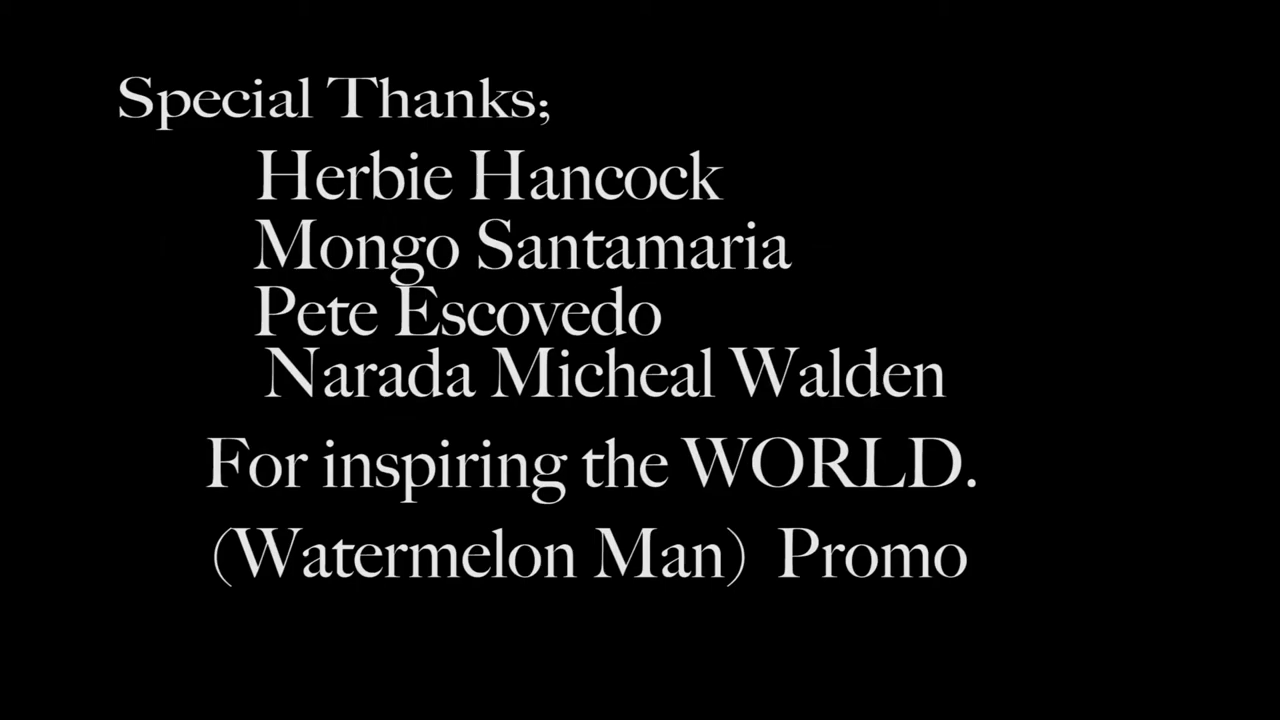 Special Thanks;
Herbie Hancock
Mongo Santamaria
Pete Escovedo
Narada Micheal Walden
For inspiring the WORLD.
(Watermelon Man) Promo